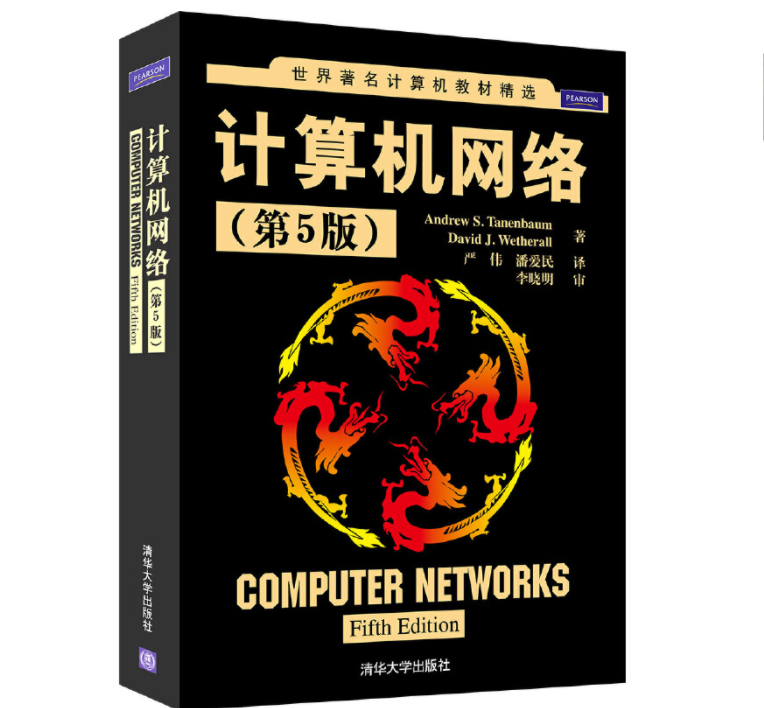 PEARSON
计算机网络
(第5版)
COMPUTER NETWORKS
Fifth Edition
清华大学出版社
世界著名计算机教材精选
PEARSON
计算机网络
(第5版)
Andrew S. Tanenbaum
David J. Wetherall 著
严 伟 潘爱民 译
李晓明 审
COMPUTER NETWORKS
Fifth Edition
清华大学出版社